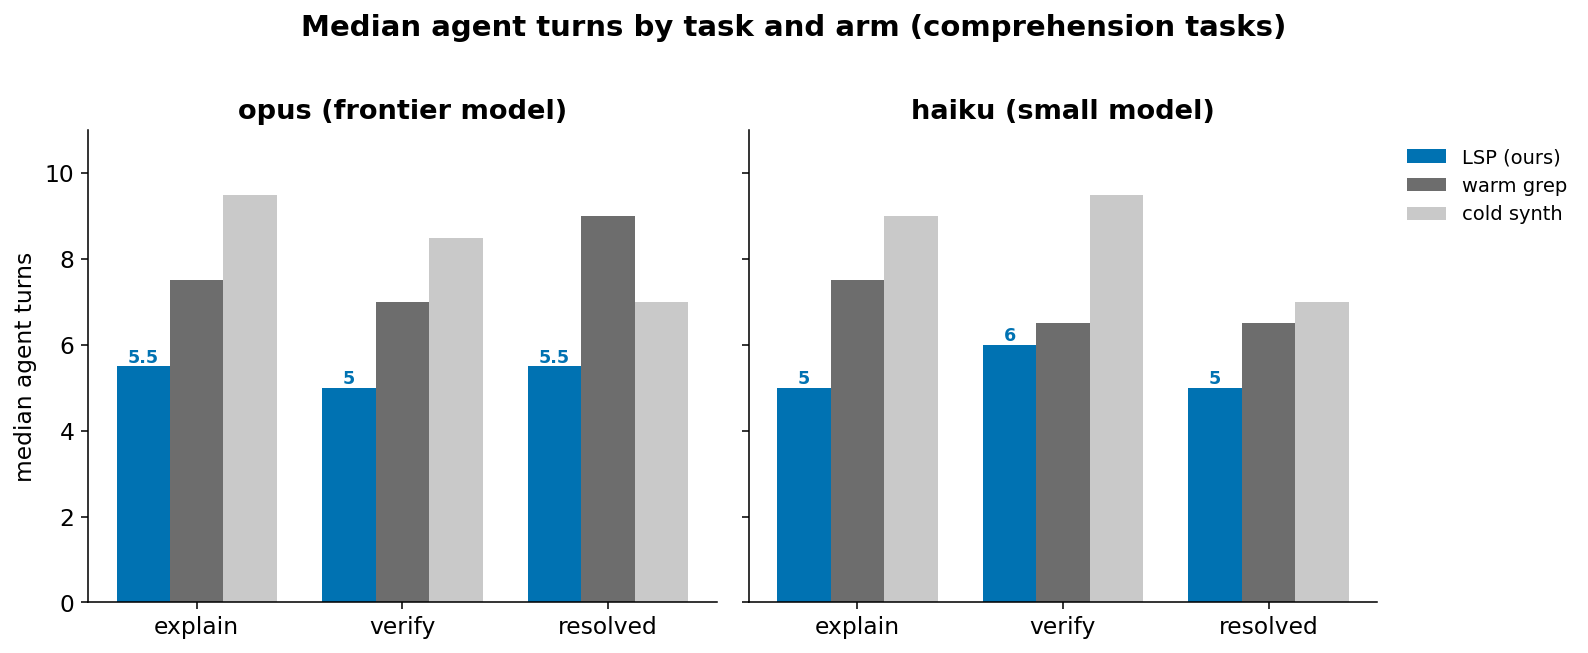 Median agent turns by task and arm (comprehension tasks)
opus (frontier model)
median agent turns
10
8
6
4
2
0
5.5
5
5.5
explain
verify
resolved
haiku (small model)
5
6
5
explain
verify
resolved
LSP (ours)
warm grep
cold synth